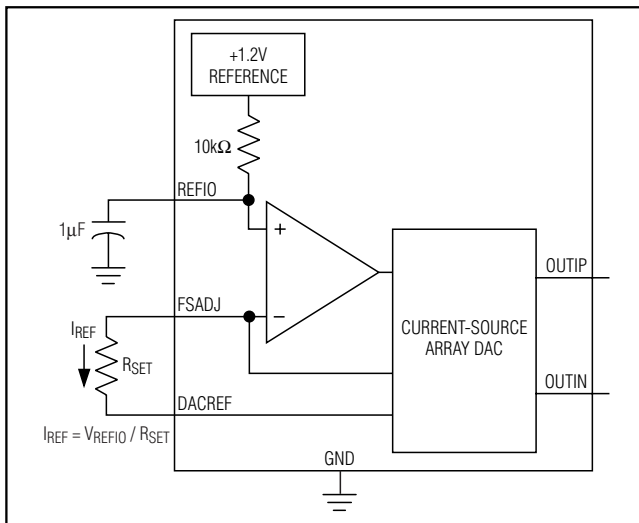 +1.2V
REFERENCE
10kΩ
REFIO
1µF
+
FSADJ
−
OUTIP
CURRENT-SOURCE
ARRAY DAC
IREF
RSET
OUTIN
DACREF
IREF = VREFIO / RSET
GND